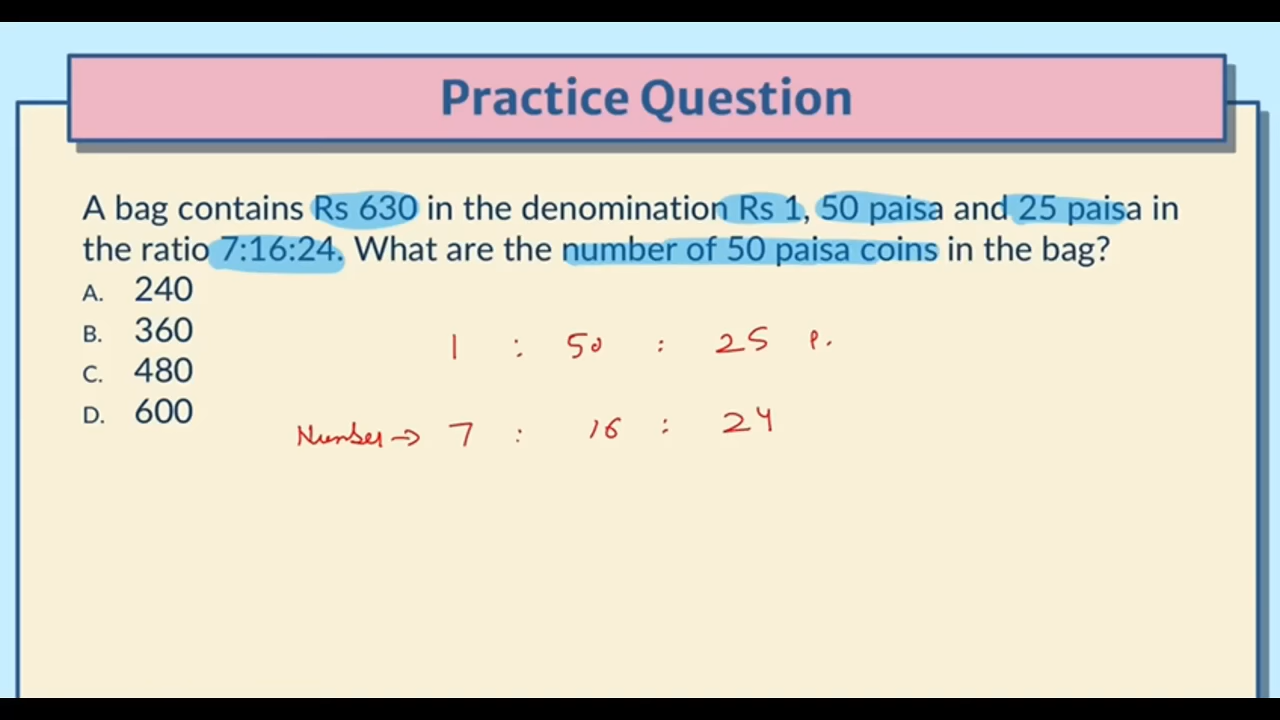 Practice Question
A bag contains Rs 630 in the denomination Rs 1, 50 paisa and 25 paisa in
the ratio 7:16:24. What are the number of 50 paisa coins in the bag?
A. 240
B. 360
C. 480
D. 600
1 : 50 : 25 P.
Number → 7 : 16 : 24